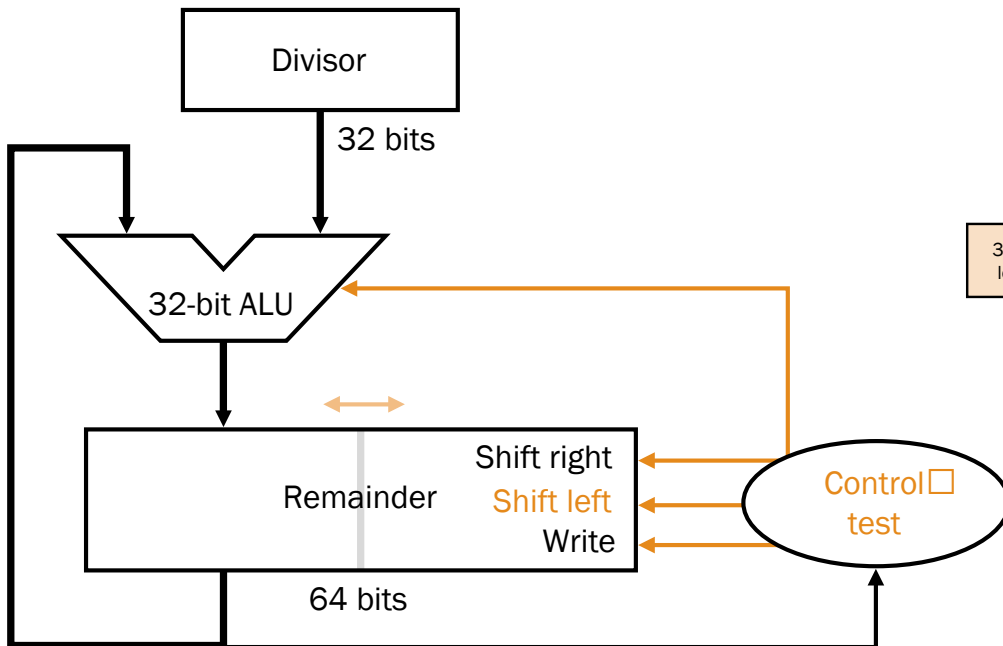 Divisor
32 bits
32-bit ALU
Shift right
Remainder
Shift left
Write
Control□
test
64 bits